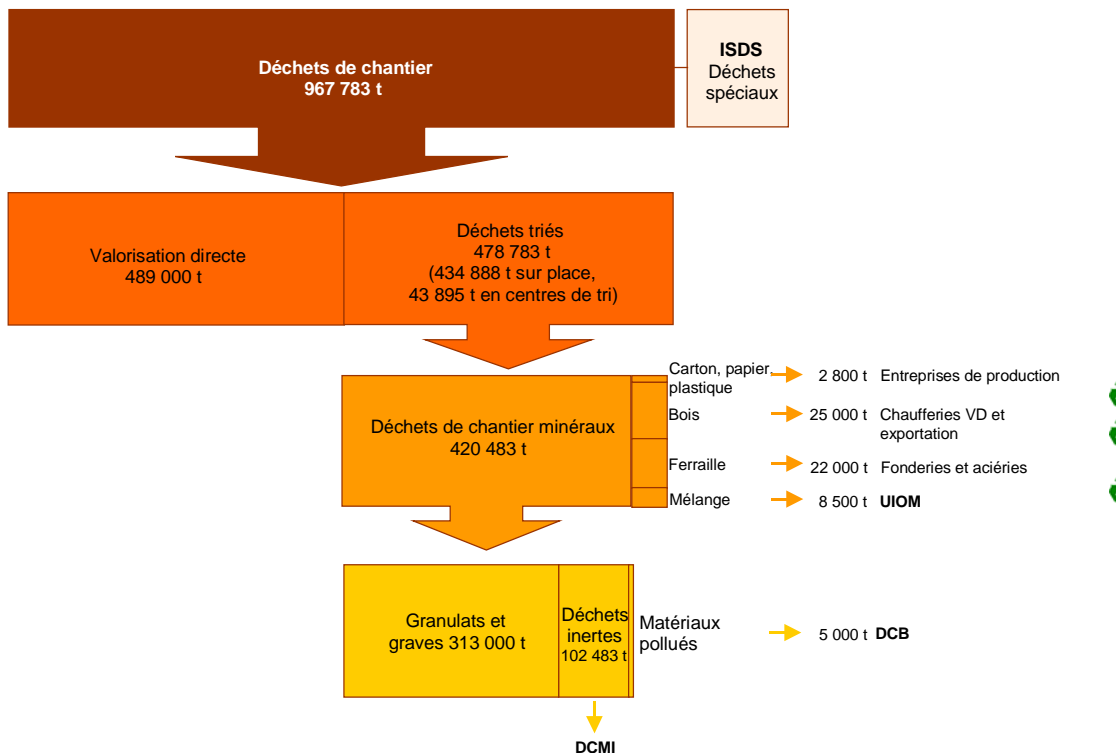 Déchets de chantier
967 783 t
ISDS
Déchets
spéciaux
Valorisation directe
489 000 t
Déchets triés
478 783 t
(434 888 t sur place,
43 895 t en centres de tri)
Déchets de chantier minéraux
420 483 t
Carton, papier,
plastique
2 800 t Entreprises de production
Bois
25 000 t Chaufferies VD et
exportation
Ferraille
22 000 t Fonderies et aciéries
Mélange
8 500 t UIOM
Granulats et
graves 313 000 t
Déchets
inertes
102 483 t
Matériaux
pollués
5 000 t DCB
DCMI